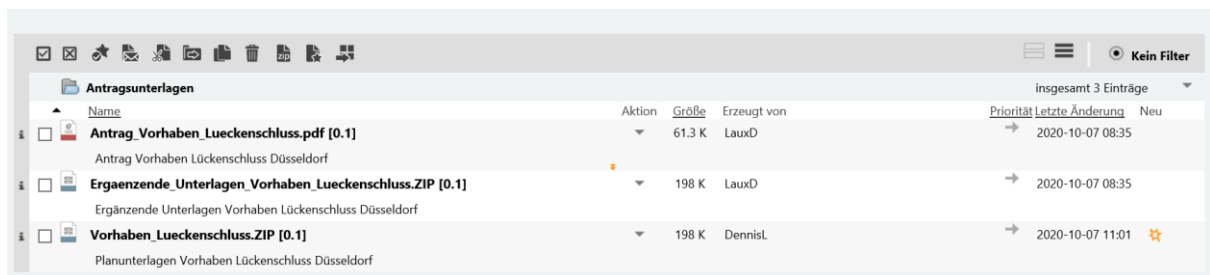 zip
Kein Filter
Antragsunterlagen insgesamt 3 Einträge
Name Aktion Größe Erzeugt von Priorität Letzte Änderung Neu
i Antrag_Vorhaben_Lueckenschluss.pdf [0.1] 61.3 K LauxD 2020-10-07 08:35
Antrag Vorhaben Lückenschluss Düsseldorf
i Ergaenzende_Unterlagen_Vorhaben_Lueckenschluss.ZIP [0.1] 198 K LauxD 2020-10-07 08:35
Ergänzende Unterlagen Vorhaben Lückenschluss Düsseldorf
i Vorhaben_Lueckenschluss.ZIP [0.1] 198 K DennisL 2020-10-07 11:01
Planunterlagen Vorhaben Lückenschluss Düsseldorf